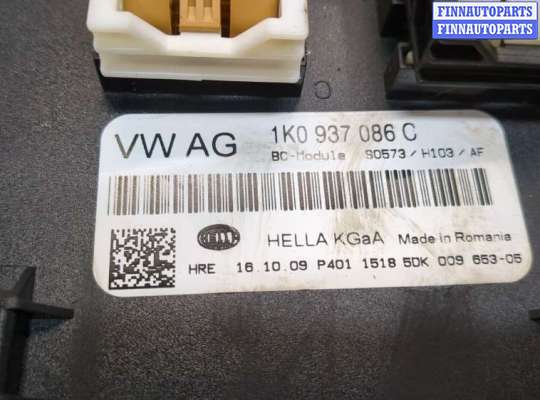 FINNAUTOPARTS
FINNAUTOPARTS
VW AG 1K0 937 086 C
BC-Module S0573 / H103 / AF
HELLA HELLA KGaA Made in Romania
HRE 16.10.09 P401 1518 5DK 009 653-05